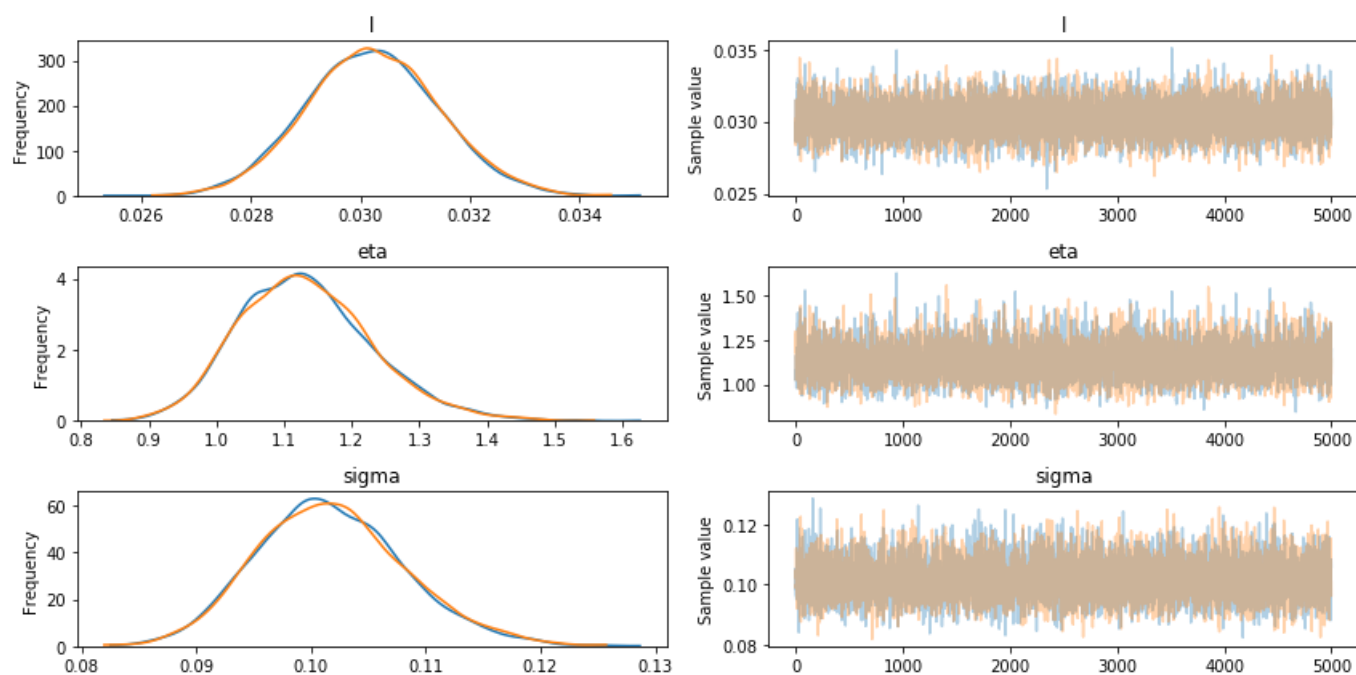 l
l
Frequency
300
200
100
0
0.026 0.028 0.030 0.032 0.034
Sample value
0.035
0.030
0.025
0 1000 2000 3000 4000 5000
eta
eta
Frequency
4
2
0
0.8 0.9 1.0 1.1 1.2 1.3 1.4 1.5 1.6
Sample value
1.50
1.25
1.00
0 1000 2000 3000 4000 5000
sigma
sigma
Frequency
60
40
20
0
0.08 0.09 0.10 0.11 0.12 0.13
Sample value
0.12
0.10
0.08
0 1000 2000 3000 4000 5000